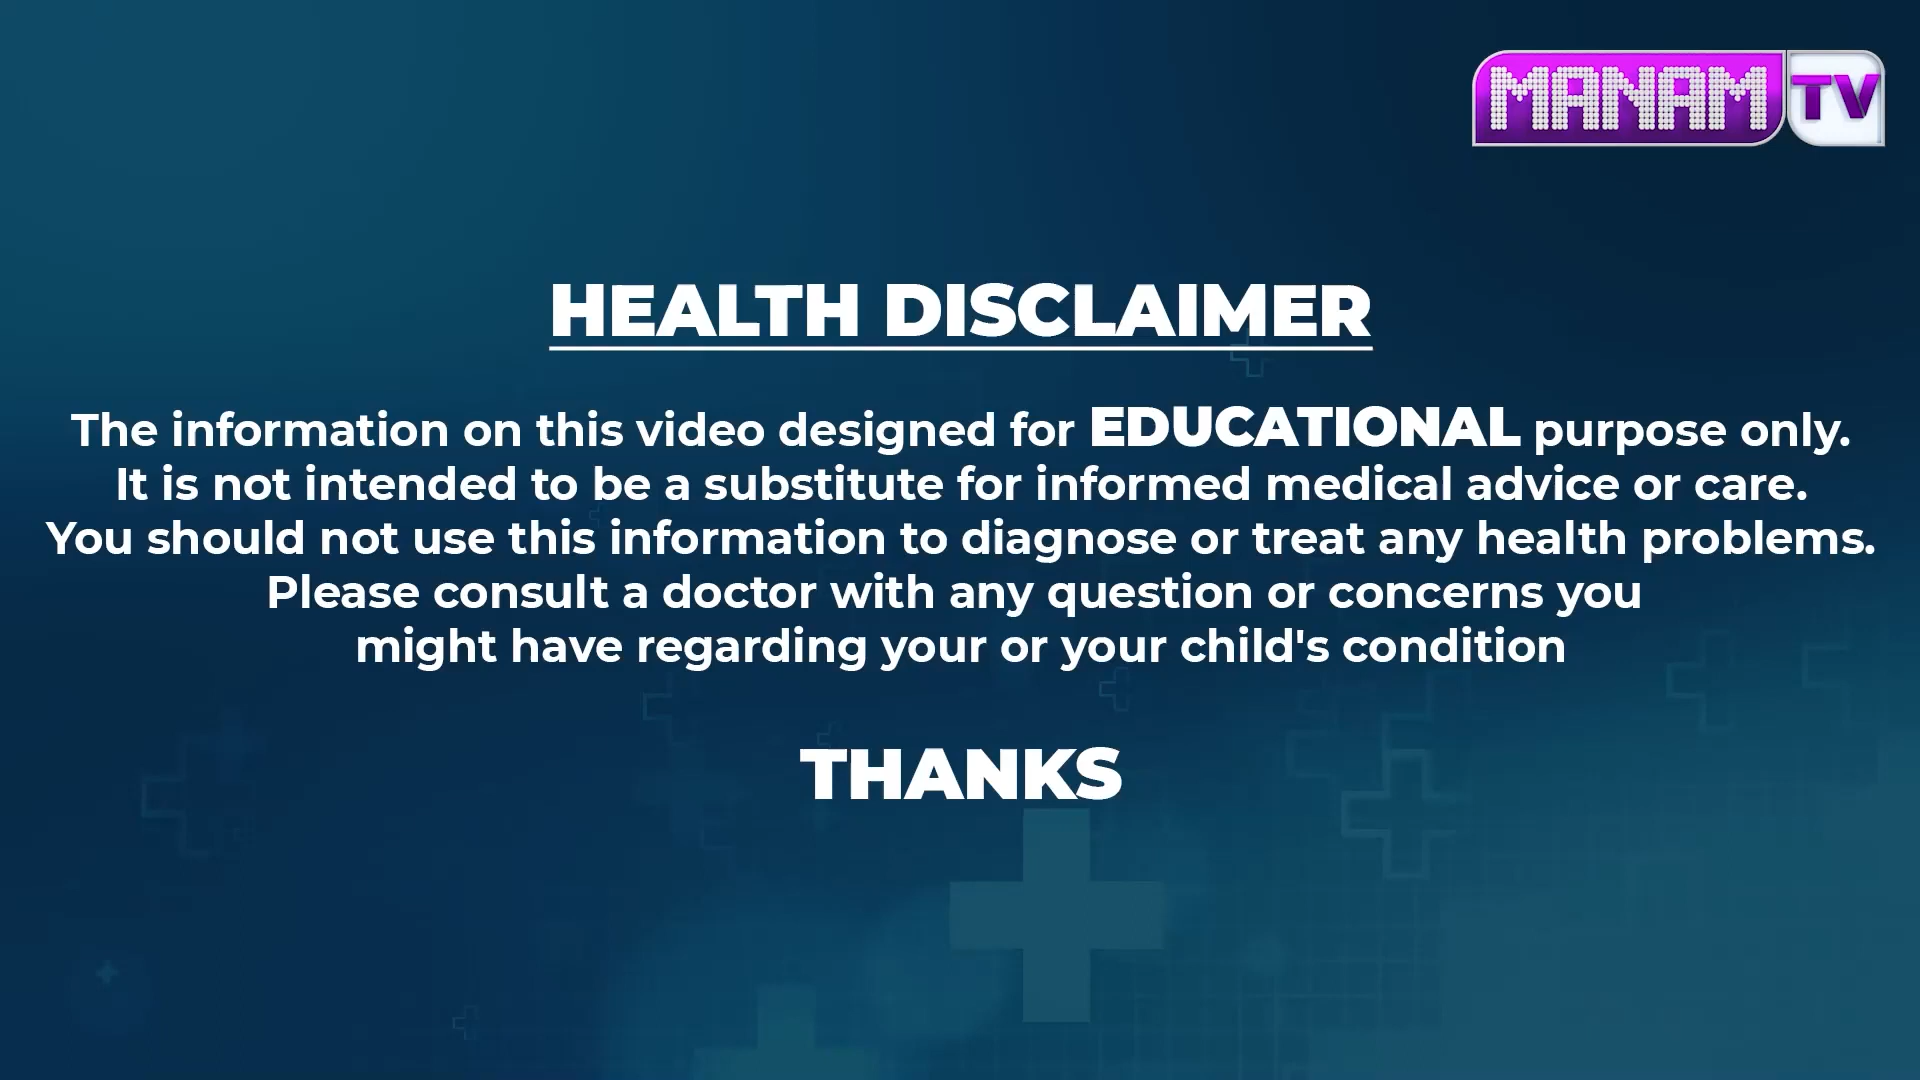 MANAM TV
HEALTH DISCLAIMER
The information on this video designed for EDUCATIONAL purpose only.
It is not intended to be a substitute for informed medical advice or care.
You should not use this information to diagnose or treat any health problems.
Please consult a doctor with any question or concerns you
might have regarding your or your child's condition
THANKS